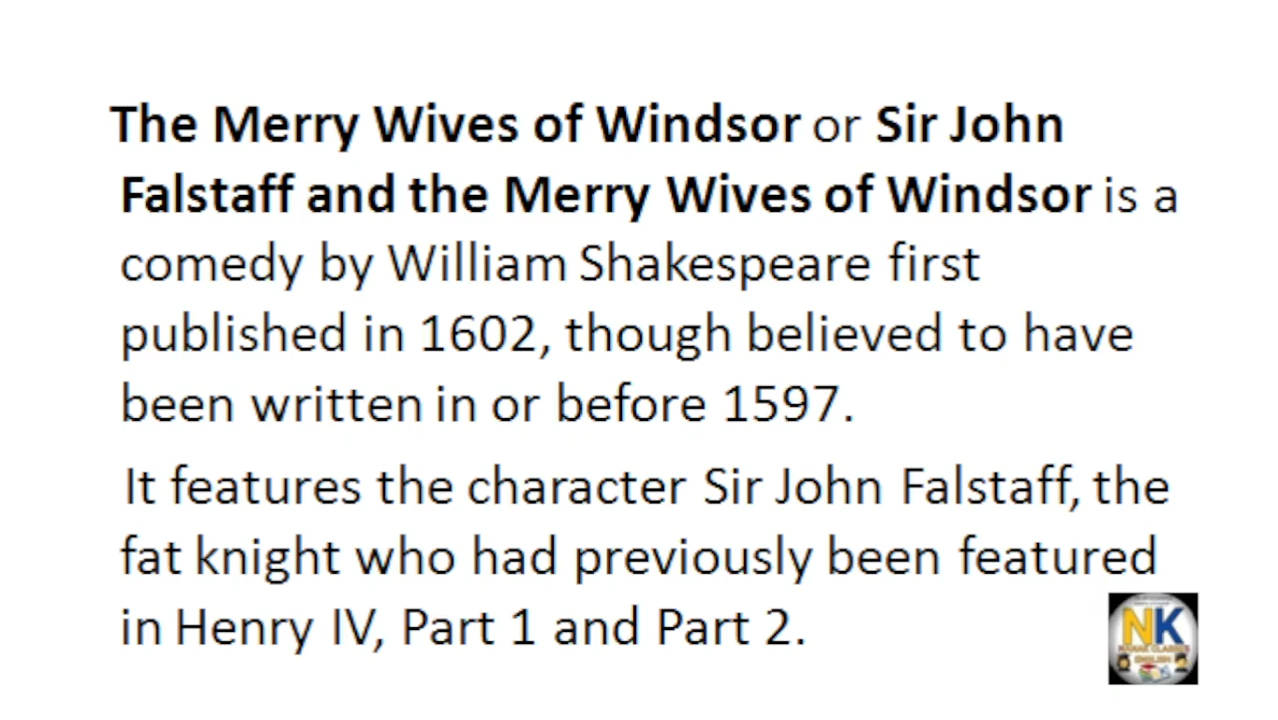 The Merry Wives of Windsor or Sir John
Falstaff and the Merry Wives of Windsor is a
comedy by William Shakespeare first
published in 1602, though believed to have
been written in or before 1597.
It features the character Sir John Falstaff, the
fat knight who had previously been featured
in Henry IV, Part 1 and Part 2.
NK
ENGLISH